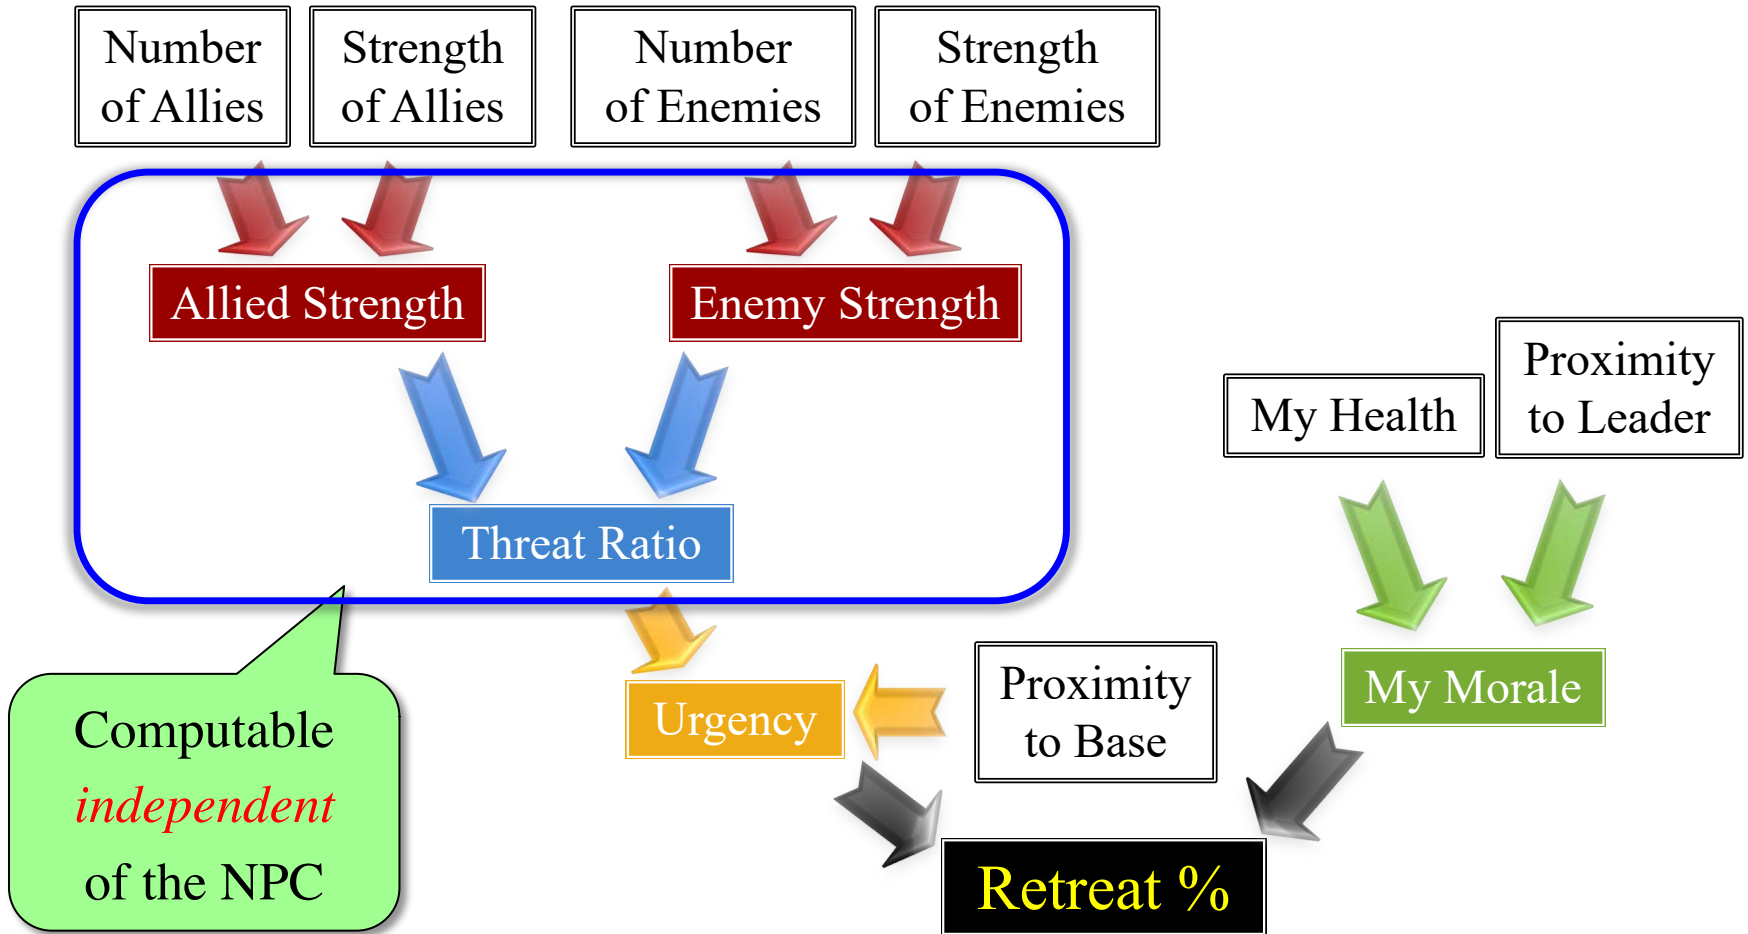 Number
of Allies
Strength
of Allies
Number
of Enemies
Strength
of Enemies
Allied Strength
Enemy Strength
My Health
Proximity
to Leader
Threat Ratio
Urgency
Proximity
to Base
My Morale
Computable
independent
of the NPC
Retreat %